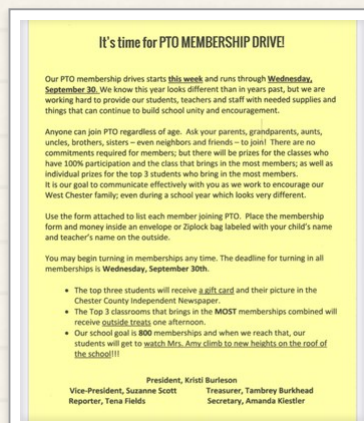 It's time for PTO MEMBERSHIP DRIVE!
Our PTO membership drives starts this week and runs through Wednesday,
September 30. We know this year looks different than in years past, but we are
working hard to provide our students, teachers and staff with needed supplies and
things that can continue to build school unity and encouragement.
Anyone can join PTO regardless of age. Ask your parents, grandparents, aunts,
uncles, brothers, sisters – even neighbors and friends – to join! There are no
commitments required for members; but there will be prizes for the classes who
have 100% participation and the class that brings in the most members; as well as
individual prizes for the top 3 students who bring in the most members.
It is our goal to communicate effectively with you as we work to encourage our
West Chester family; even during a school year which looks very different.
Use the form attached to list each member joining PTO. Place the membership
form and money inside an envelope or Ziplock bag labeled with your child's name
and teacher's name on the outside.
You may begin turning in memberships any time. The deadline for turning in all
memberships is Wednesday, September 30th.
• The top three students will receive a gift card and their picture in the
Chester County Independent Newspaper.
• The Top 3 classrooms that brings in the MOST memberships combined will
receive outside treats one afternoon.
• Our school goal is 800 memberships and when we reach that, our
students will get to watch Mrs. Amy climb to new heights on the roof of
the school!!!
President, Kristi Burleson
Vice-President, Suzanne Scott Treasurer, Tambrey Burkhead
Reporter, Tena Fields Secretary, Amanda Kiestler